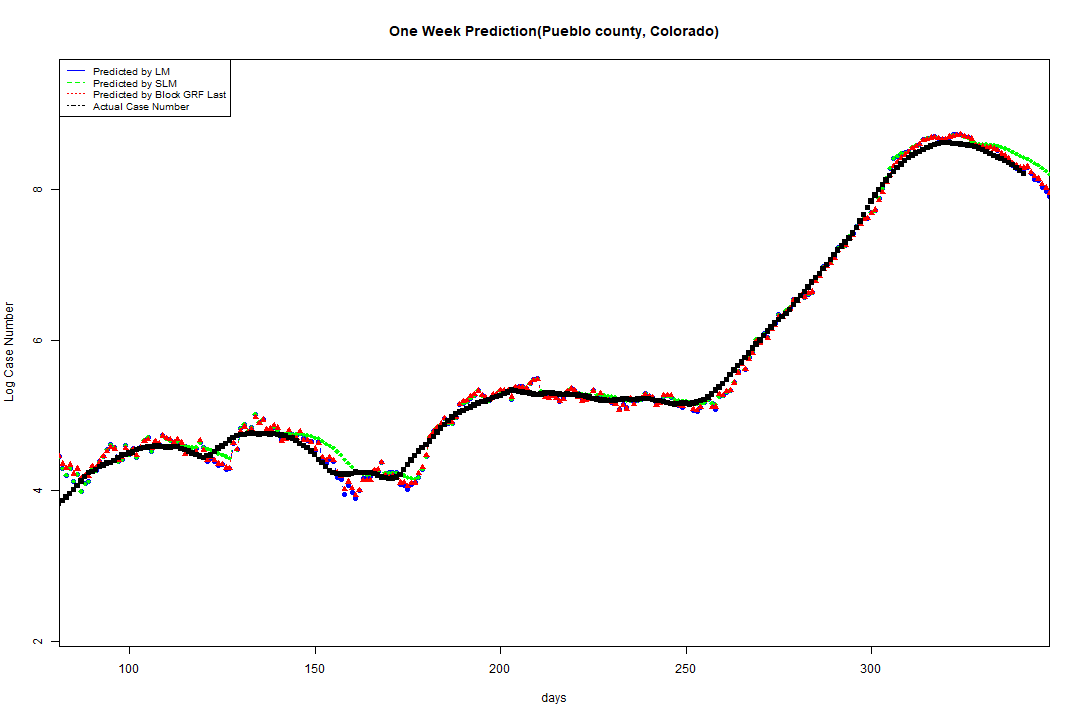 One Week Prediction(Pueblo county, Colorado)
Predicted by LM
Predicted by SLM
Predicted by Block GRF Last
Actual Case Number
8
6
4
2
Log Case Number
100 150 200 250 300
days